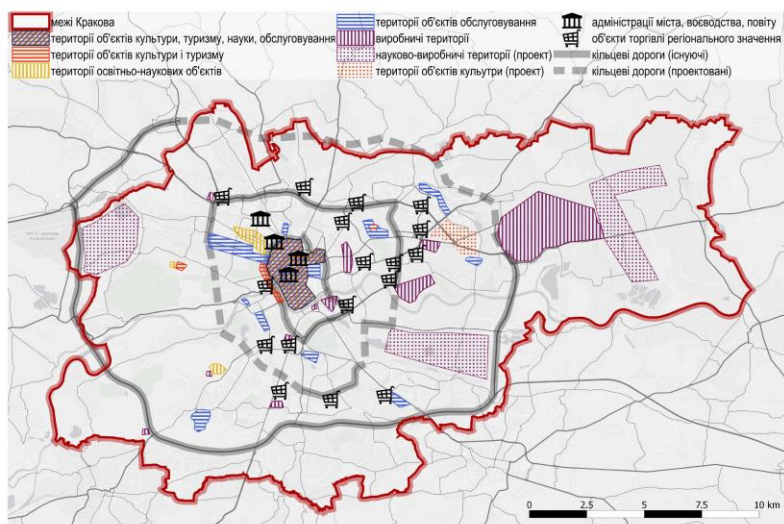 межі Кракова
території об'єктів культури, туризму, науки, обслуговування
території об'єктів культури і туризму
території освітньо-наукових об'єктів
території об'єктів обслуговування
виробничі території
науково-виробничі території (проект)
території об'єктів кульутри (проект)
адміністрації міста, воєводства, повіту
об'єкти торгівлі регіонального значення
кільцеві дороги (існуючі)
кільцеві дороги (проектовані)
0 2.5 5 7.5 10 km